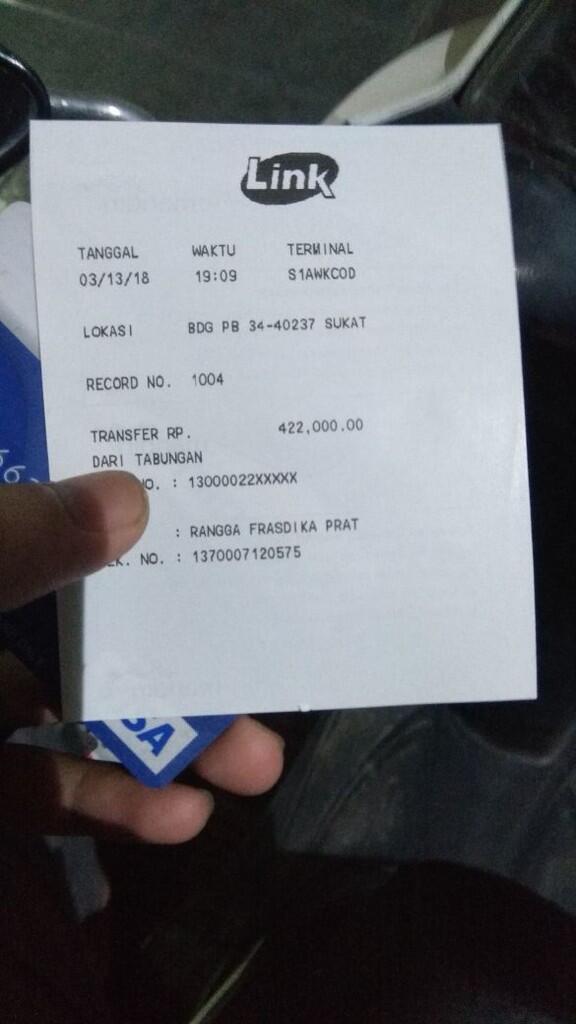 Link
TANGGAL WAKTU TERMINAL
03/13/18 19:09 S1AWKCOD
LOKASI BDG PB 34-40237 SUKAT
RECORD NO. 1004
TRANSFER RP. 422,000.00
DARI TABUNGAN
NO. : 13000022XXXXX
: RANGGA FRASDIKA PRAT
NO. : 1370007120575